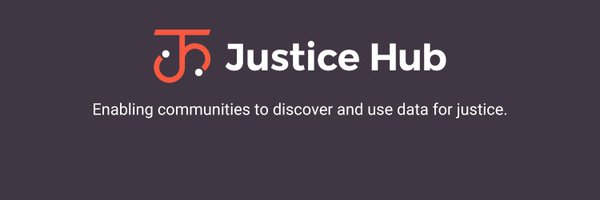 Justice Hub
Enabling communities to discover and use data for justice.